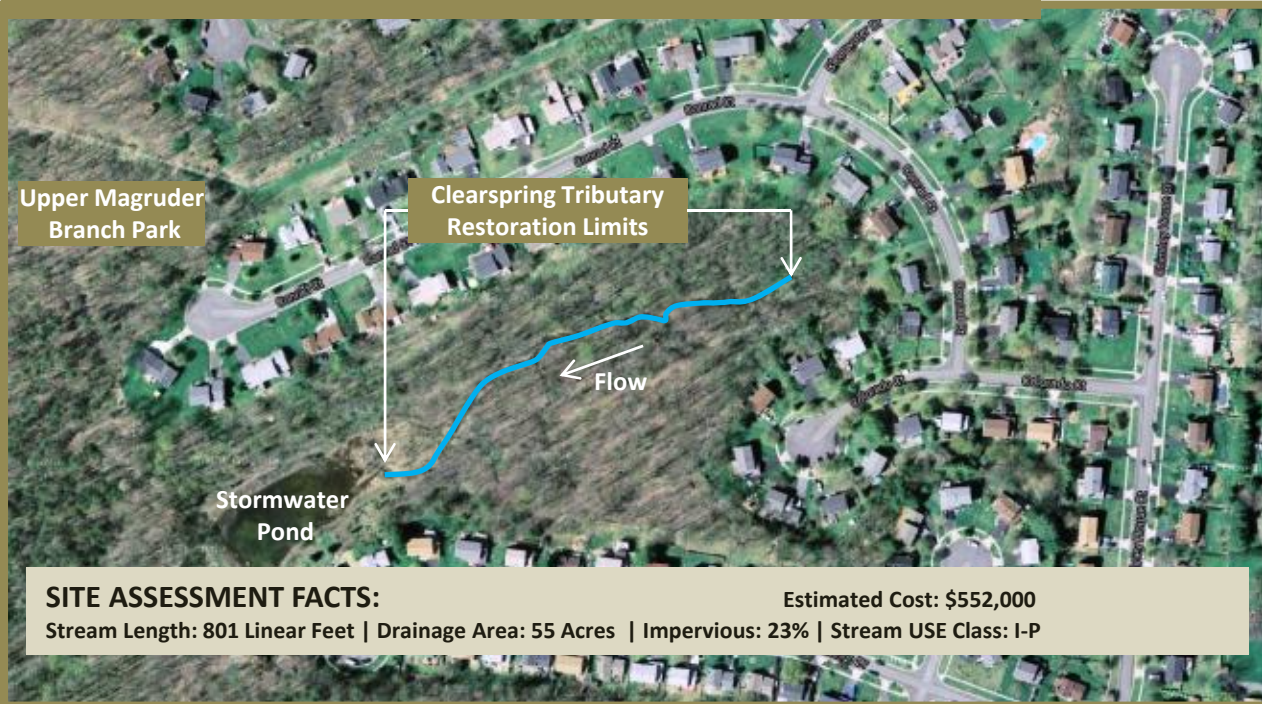 Upper Magruder
Branch Park
Clearspring Tributary
Restoration Limits
Flow
Stormwater
Pond
SITE ASSESSMENT FACTS:
Estimated Cost: $552,000
Stream Length: 801 Linear Feet | Drainage Area: 55 Acres | Impervious: 23% | Stream USE Class: I-P